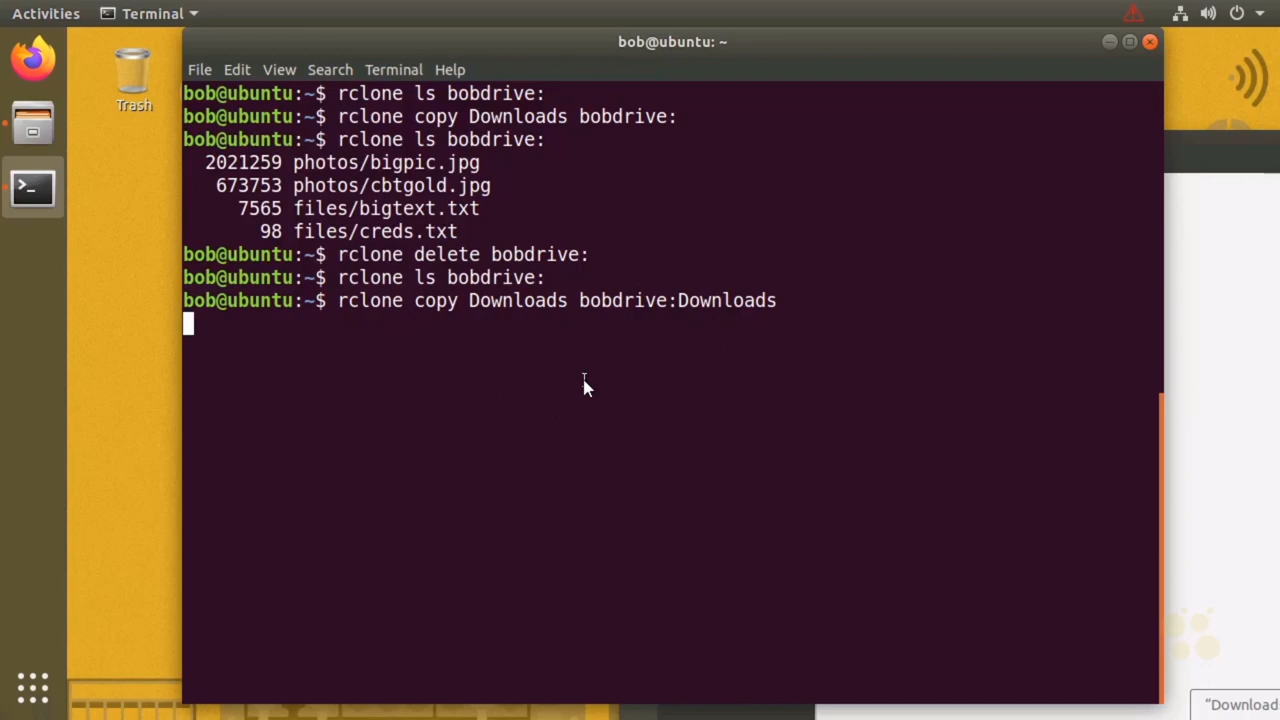 Activities
Terminal
bob@ubuntu: ~
Trash
File Edit View Search Terminal Help
bob@ubuntu:~$ rclone ls bobdrive:
bob@ubuntu:~$ rclone copy Downloads bobdrive:
bob@ubuntu:~$ rclone ls bobdrive:
2021259 photos/bigpic.jpg
673753 photos/cbtgold.jpg
7565 files/bigtext.txt
98 files/creds.txt
bob@ubuntu:~$ rclone delete bobdrive:
bob@ubuntu:~$ rclone ls bobdrive:
bob@ubuntu:~$ rclone copy Downloads bobdrive:Downloads
“Download